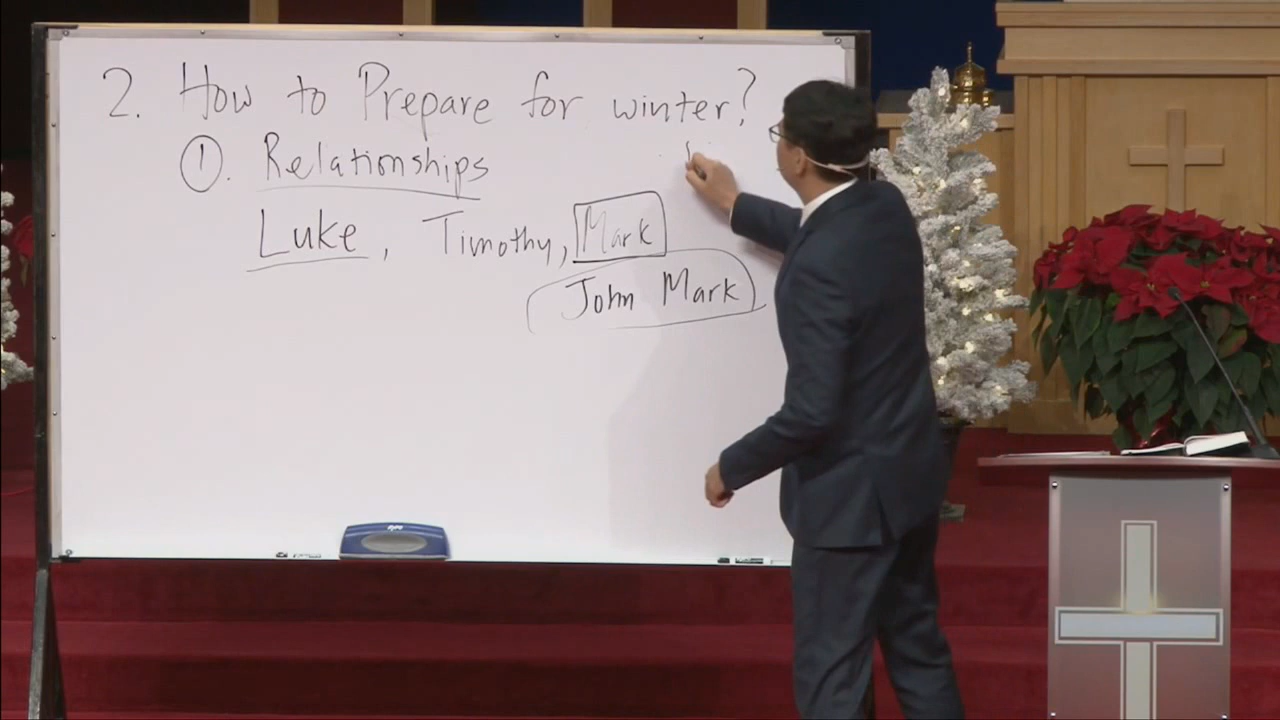 2. How to Prepare for winter?
①. Relationships
Luke, Timothy, Mark
John Mark